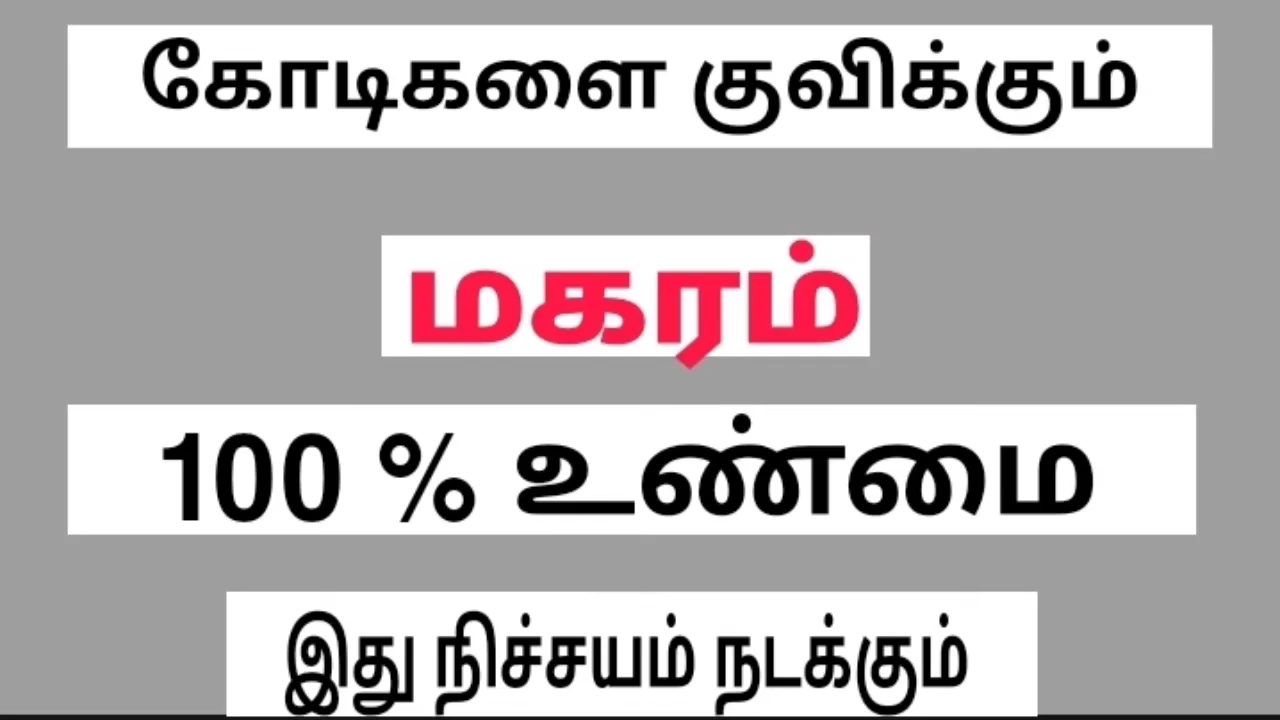 கோடிகளை குவிக்கும்
மகரம்
100 % உண்மை
இது நிச்சயம் நடக்கும்